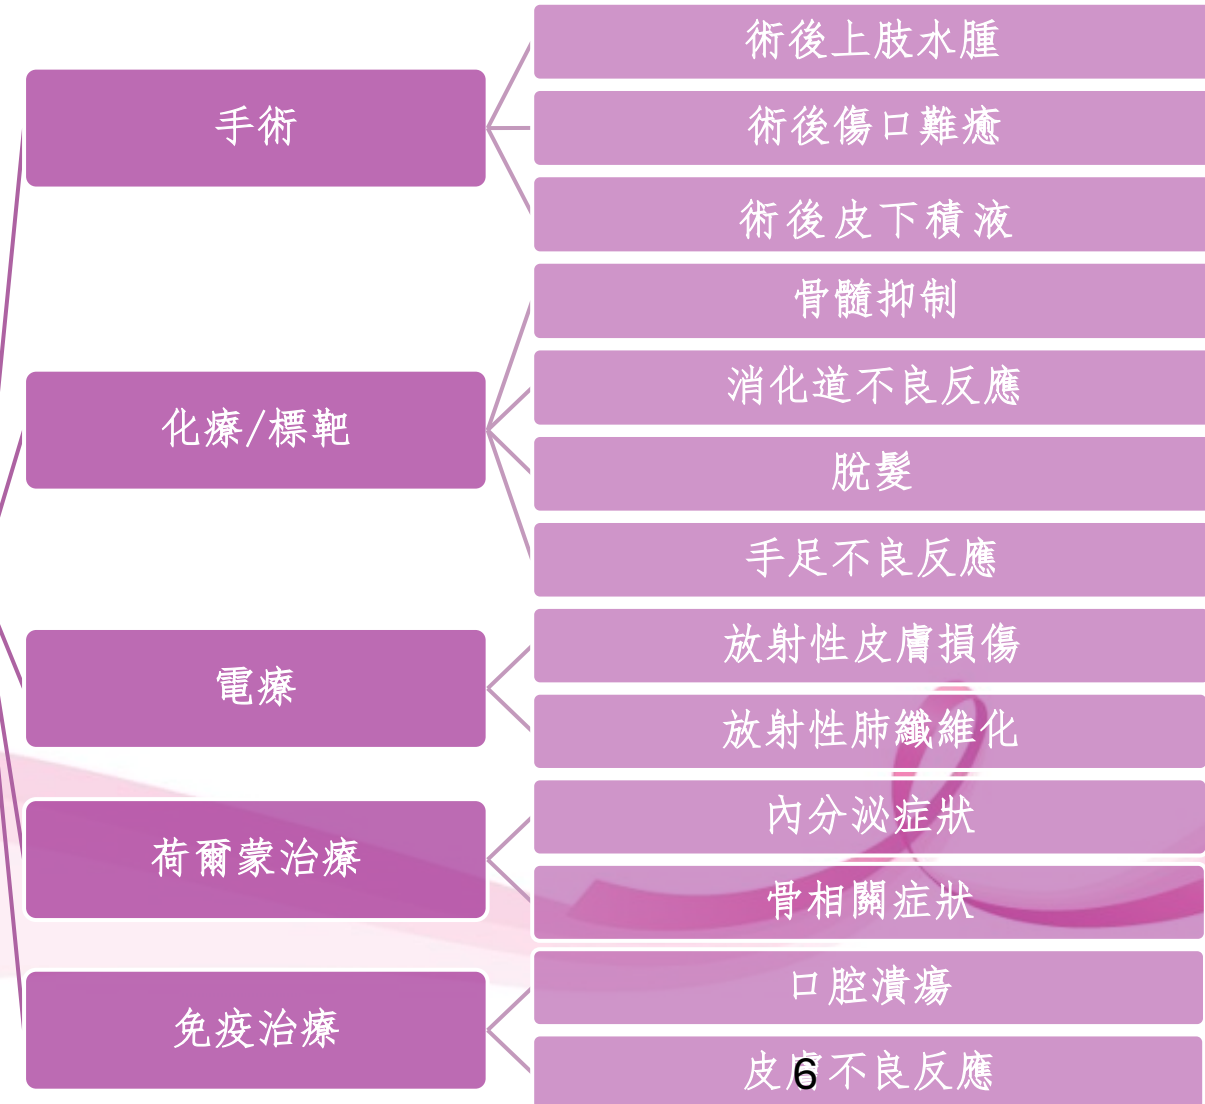 手術
術後上肢水腫
術後傷口難癒
術後皮下積液
化療/標靶
骨髓抑制
消化道不良反應
脫髮
手足不良反應
電療
放射性皮膚損傷
放射性肺纖維化
荷爾蒙治療
內分泌症狀
骨相關症狀
免疫治療
口腔潰瘍
皮膚不良反應
6